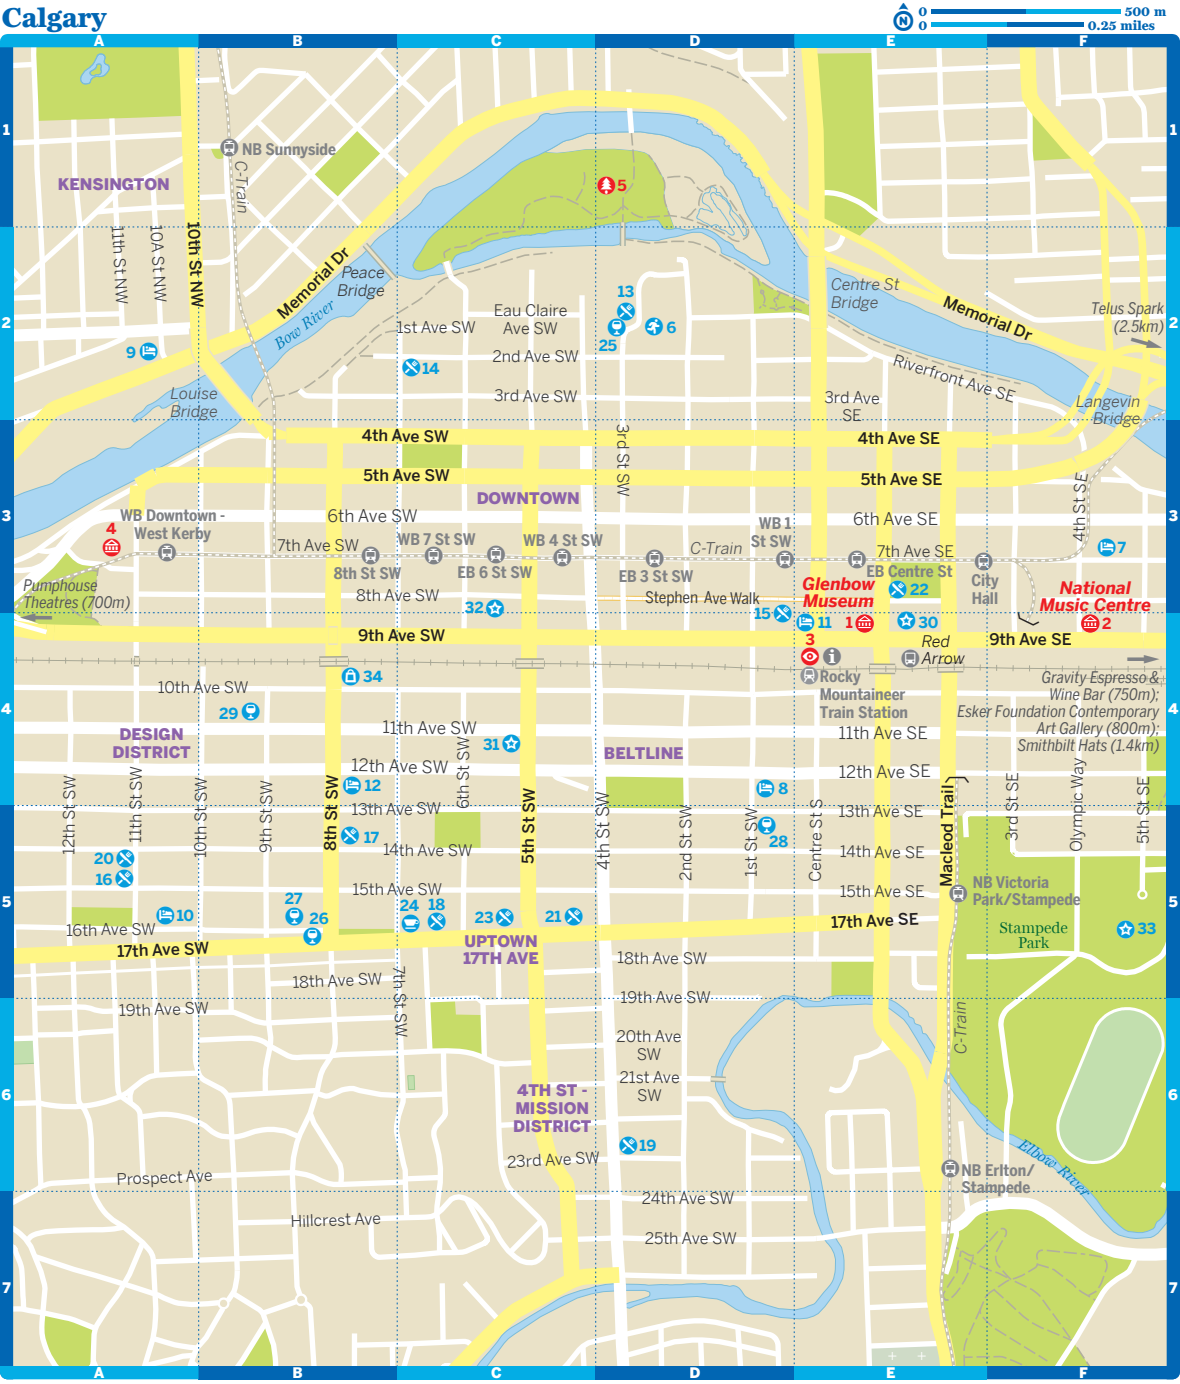 Calgary
0 500 m
N
0 0.25 miles
A B C D E F
1 1
NB Sunnyside
C-Train
KENSINGTON
5
11th St NW
10A St NW
10th St NW
Memorial Dr
Peace
Bridge
Bow River
Centre St
Bridge
Memorial Dr
Telus Spark
(2.5km)
2 2
13
Eau Claire
Ave SW
1st Ave SW
25
6
9
2nd Ave SW
14
Riverfront Ave SE
Louise
Bridge
3rd Ave SW
3rd Ave
SE
Langevin
Bridge
4th Ave SW
4th Ave SE
3rd St SW
5th Ave SW
5th Ave SE
DOWNTOWN
4th St SE
3 3
4
WB Downtown -
West Kerby
6th Ave SW
6th Ave SE
WB 1
St SW
7th Ave SW
WB 7 St SW
WB 4 St SW
C-Train
7th Ave SE
7
8th St SW
EB 6 St SW
EB 3 St SW
EB Centre St
City
Hall
Pumphouse
Theatres (700m)
8th Ave SW
Stephen Ave Walk
Glenbow
Museum
22
National
Music Centre
32
15
11
1
30
2
9th Ave SW
3
Red
Arrow
9th Ave SE
34
Rocky
Mountaineer
Train Station
Gravity Espresso &
Wine Bar (750m);
Esker Foundation Contemporary
Art Gallery (800m);
Smithbilt Hats (1.4km)
10th Ave SW
29
4 4
DESIGN
DISTRICT
11th Ave SW
11th Ave SE
31
BELTLINE
6th St SW
12th Ave SW
12th Ave SE
12
8
12th St SW
11th St SW
10th St SW
9th St SW
8th St SW
5th St SW
4th St SW
2nd St SW
1st St SW
Centre St S
Macleod Trail
3rd St SE
Olympic Way
5th St SE
13th Ave SW
13th Ave SE
17
28
14th Ave SW
14th Ave SE
20
16
15th Ave SW
15th Ave SE
NB Victoria
Park/Stampede
5 5
10
27
26
24
18
23
21
16th Ave SW
17th Ave SW
17th Ave SE
UPTOWN
17TH AVE
Stampede
Park
33
18th Ave SW
18th Ave SW
7th St SW
19th Ave SW
19th Ave SW
C-Train
20th Ave
SW
21st Ave
SW
6 6
4TH ST -
MISSION
DISTRICT
19
23rd Ave SW
Elbow River
NB Erlton/
Stampede
Prospect Ave
24th Ave SW
Hillcrest Ave
25th Ave SW
7 7
A B C D E F